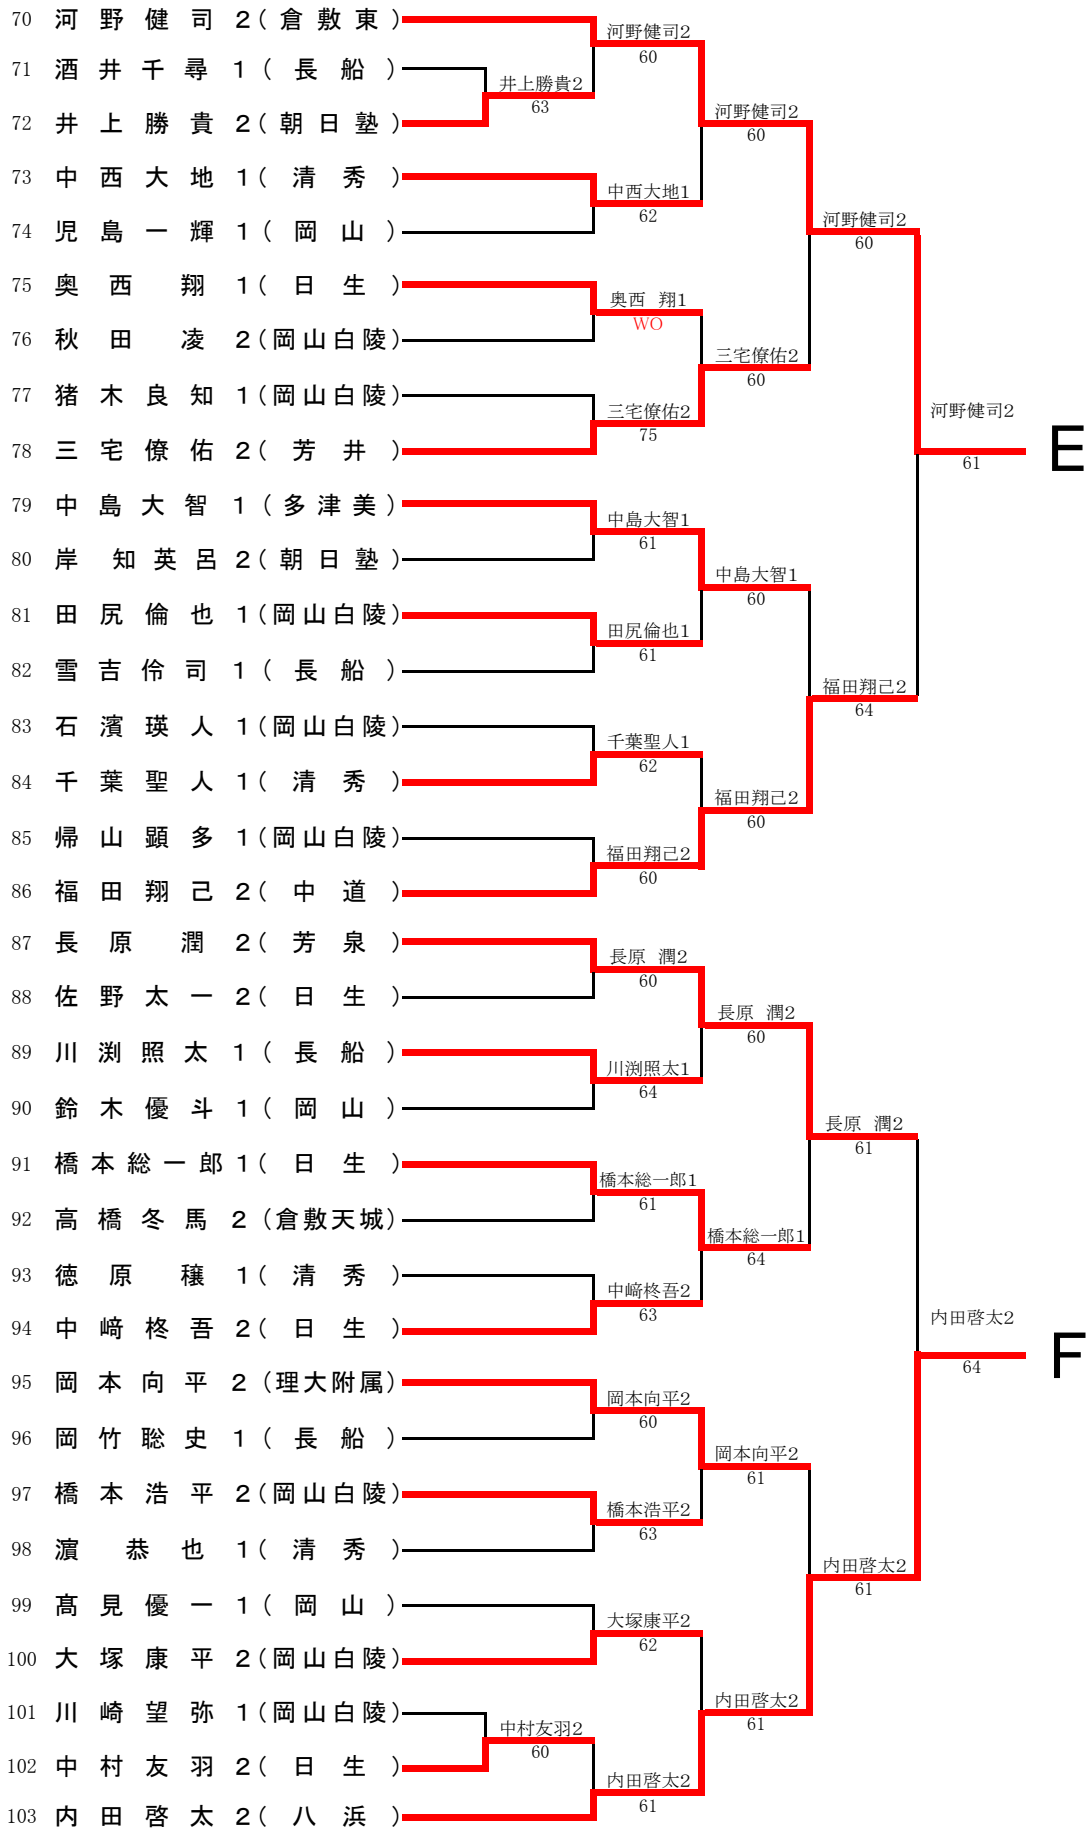 70 河野健司 2(倉敷東)
河野健司2
60
71 酒井千尋 1(長船)
井上勝貴2
63
72 井上勝貴 2(朝日塾)
河野健司2
60
73 中西大地 1(清秀)
中西大地1
62
74 児島一輝 1(岡山)
河野健司2
60
75 奥西 翔 1(日生)
奥西 翔1
WO
76 秋田 凌 2(岡山白陵)
三宅僚佑2
60
77 猪木良知 1(岡山白陵)
三宅僚佑2
75
78 三宅僚佑 2(芳井)
河野健司2
61
E
79 中島大智 1(多津美)
中島大智1
61
80 岸 知英呂 2(朝日塾)
中島大智1
60
81 田尻倫也 1(岡山白陵)
田尻倫也1
61
82 雪吉伶司 1(長船)
福田翔己2
64
83 石濱瑛人 1(岡山白陵)
千葉聖人1
62
84 千葉聖人 1(清秀)
福田翔己2
60
85 帰山顕多 1(岡山白陵)
福田翔己2
60
86 福田翔己 2(中道)
87 長原 潤 2(芳泉)
長原 潤2
60
88 佐野太一 2(日生)
長原 潤2
60
89 川渕照太 1(長船)
川渕照太1
64
90 鈴木優斗 1(岡山)
長原 潤2
61
91 橋本総一郎 1(日生)
橋本総一郎1
61
92 高橋冬馬 2(倉敷天城)
橋本総一郎1
64
93 徳原 穣 1(清秀)
中﨑柊吾2
63
94 中﨑柊吾 2(日生)
内田啓太2
64
F
95 岡本向平 2(理大附属)
岡本向平2
60
96 岡竹聡史 1(長船)
岡本向平2
61
97 橋本浩平 2(岡山白陵)
橋本浩平2
63
98 濵 恭也 1(清秀)
内田啓太2
61
99 髙見優一 1(岡山)
大塚康平2
62
100 大塚康平 2(岡山白陵)
内田啓太2
61
101 川崎望弥 1(岡山白陵)
中村友羽2
60
102 中村友羽 2(日生)
内田啓太2
61
103 内田啓太 2(八浜)